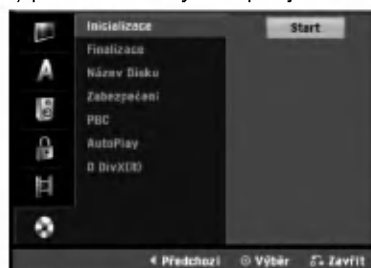 Inicializace
Start
Finalizace
Název Disku
Zabezpečení
PBC
AutoPlay
O DivX(R)
Předchozí
Výběr
Zavřít